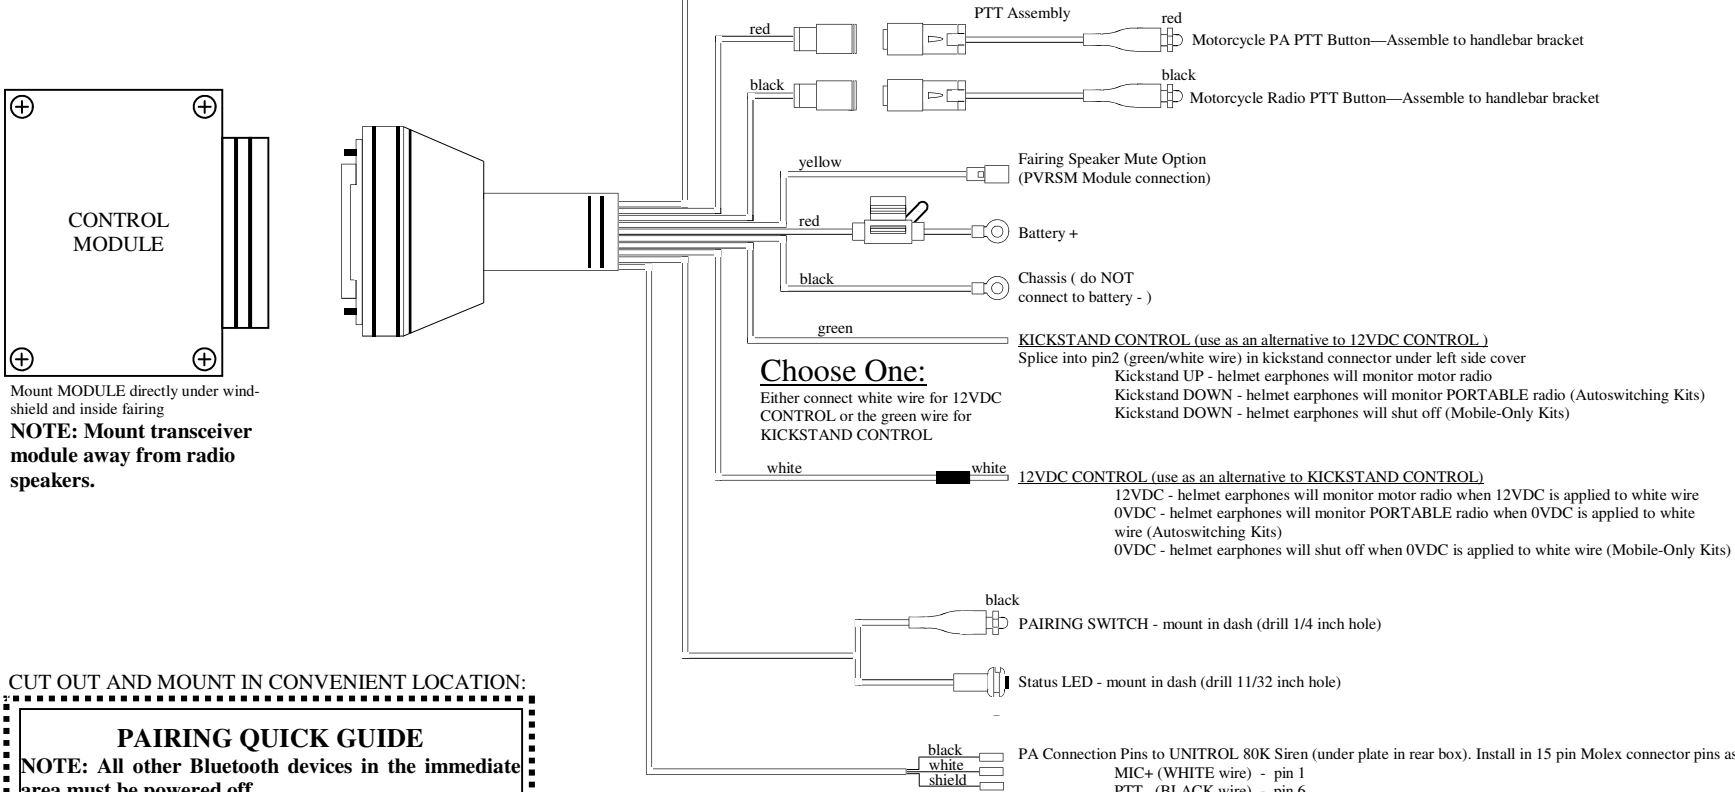 PTT Assembly
red
red
Motorcycle PA PTT Button—Assemble to handlebar bracket
black
black
Motorcycle Radio PTT Button—Assemble to handlebar bracket
CONTROL
MODULE
yellow
Fairing Speaker Mute Option
(PVRSM Module connection)
red
Battery +
black
Chassis ( do NOT
connect to battery - )
green
KICKSTAND CONTROL (use as an alternative to 12VDC CONTROL )
Splice into pin2 (green/white wire) in kickstand connector under left side cover
Kickstand UP - helmet earphones will monitor motor radio
Kickstand DOWN - helmet earphones will monitor PORTABLE radio (Autoswitching Kits)
Kickstand DOWN - helmet earphones will shut off (Mobile-Only Kits)
Choose One:
Either connect white wire for 12VDC
CONTROL or the green wire for
KICKSTAND CONTROL
Mount MODULE directly under wind-
shield and inside fairing
NOTE: Mount transceiver
module away from radio
speakers.
white
white
12VDC CONTROL (use as an alternative to KICKSTAND CONTROL)
12VDC - helmet earphones will monitor motor radio when 12VDC is applied to white wire
0VDC - helmet earphones will monitor PORTABLE radio when 0VDC is applied to white
wire (Autoswitching Kits)
0VDC - helmet earphones will shut off when 0VDC is applied to white wire (Mobile-Only Kits)
black
PAIRING SWITCH - mount in dash (drill 1/4 inch hole)
Status LED - mount in dash (drill 11/32 inch hole)
CUT OUT AND MOUNT IN CONVENIENT LOCATION:
PAIRING QUICK GUIDE
NOTE: All other Bluetooth devices in the immediate
area must be powered off
black
white
shield
PA Connection Pins to UNITROL 80K Siren (under plate in rear box). Install in 15 pin Molex connector pins as
MIC+ (WHITE wire) - pin 1
PTT (BLACK wire) - pin 6